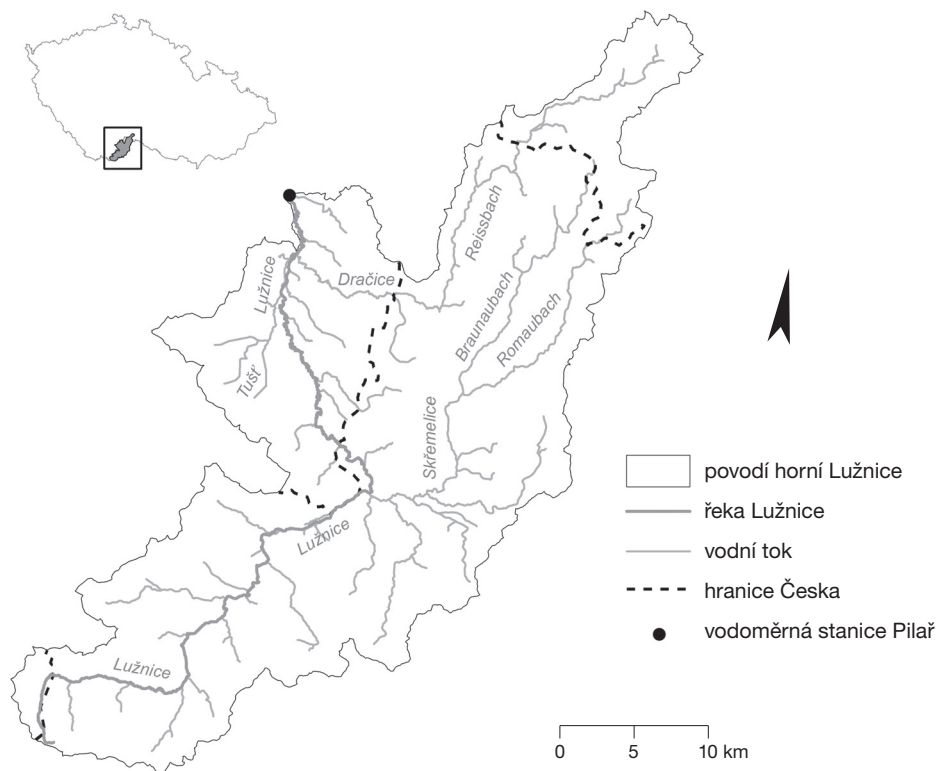 Reissbach
Dračice
Lužnice
Braunaubach
Romaubach
Tušť
Skřemelice
Lužnice
Lužnice
povodí horní Lužnice
řeka Lužnice
vodní tok
hranice Česka
vodoměrná stanice Pilař
0 5 10 km